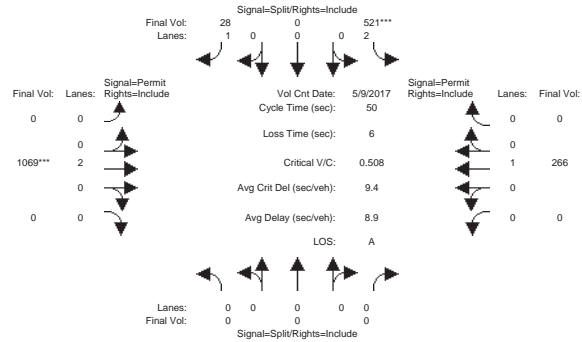 Signal=Split/Rights=Include
Final Vol: 28 0 521***
Lanes: 1 0 0 0 2
Signal=Permit
Final Vol: Lanes: Rights=Include
Vol Cnt Date: 5/9/2017
Signal=Permit
Rights=Include Lanes: Final Vol:
Cycle Time (sec): 50
0 0
0 0
Loss Time (sec): 6
0
0
1069*** 2
Critical V/C: 0.508
1 266
0
Avg Crit Del (sec/veh): 9.4
0
0 0
Avg Delay (sec/veh): 8.9
0 0
LOS: A
Lanes: 0 0 0 0 0
Final Vol: 0 0 0
Signal=Split/Rights=Include